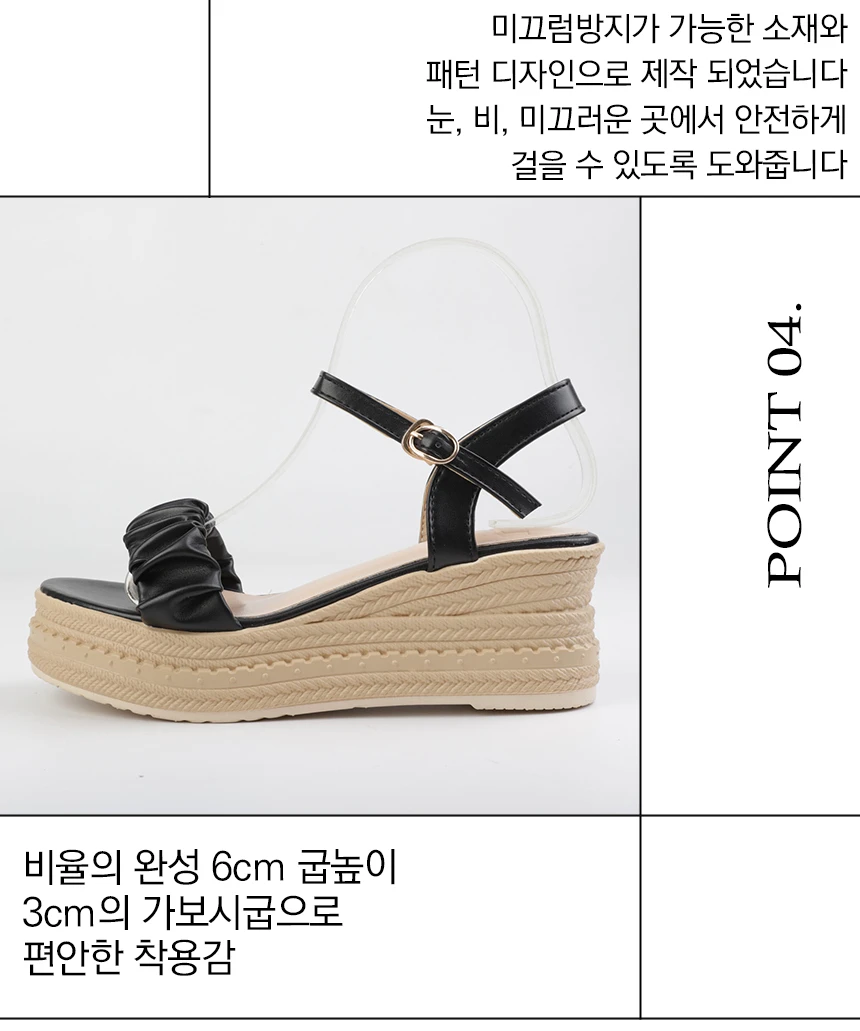 미끄럼방지가 가능한 소재와
패턴 디자인으로 제작 되었습니다
눈, 비, 미끄러운 곳에서 안전하게
걸을 수 있도록 도와줍니다
POINT 04.
비율의 완성 6cm 굽높이
3cm의 가보시굽으로
편안한 착용감